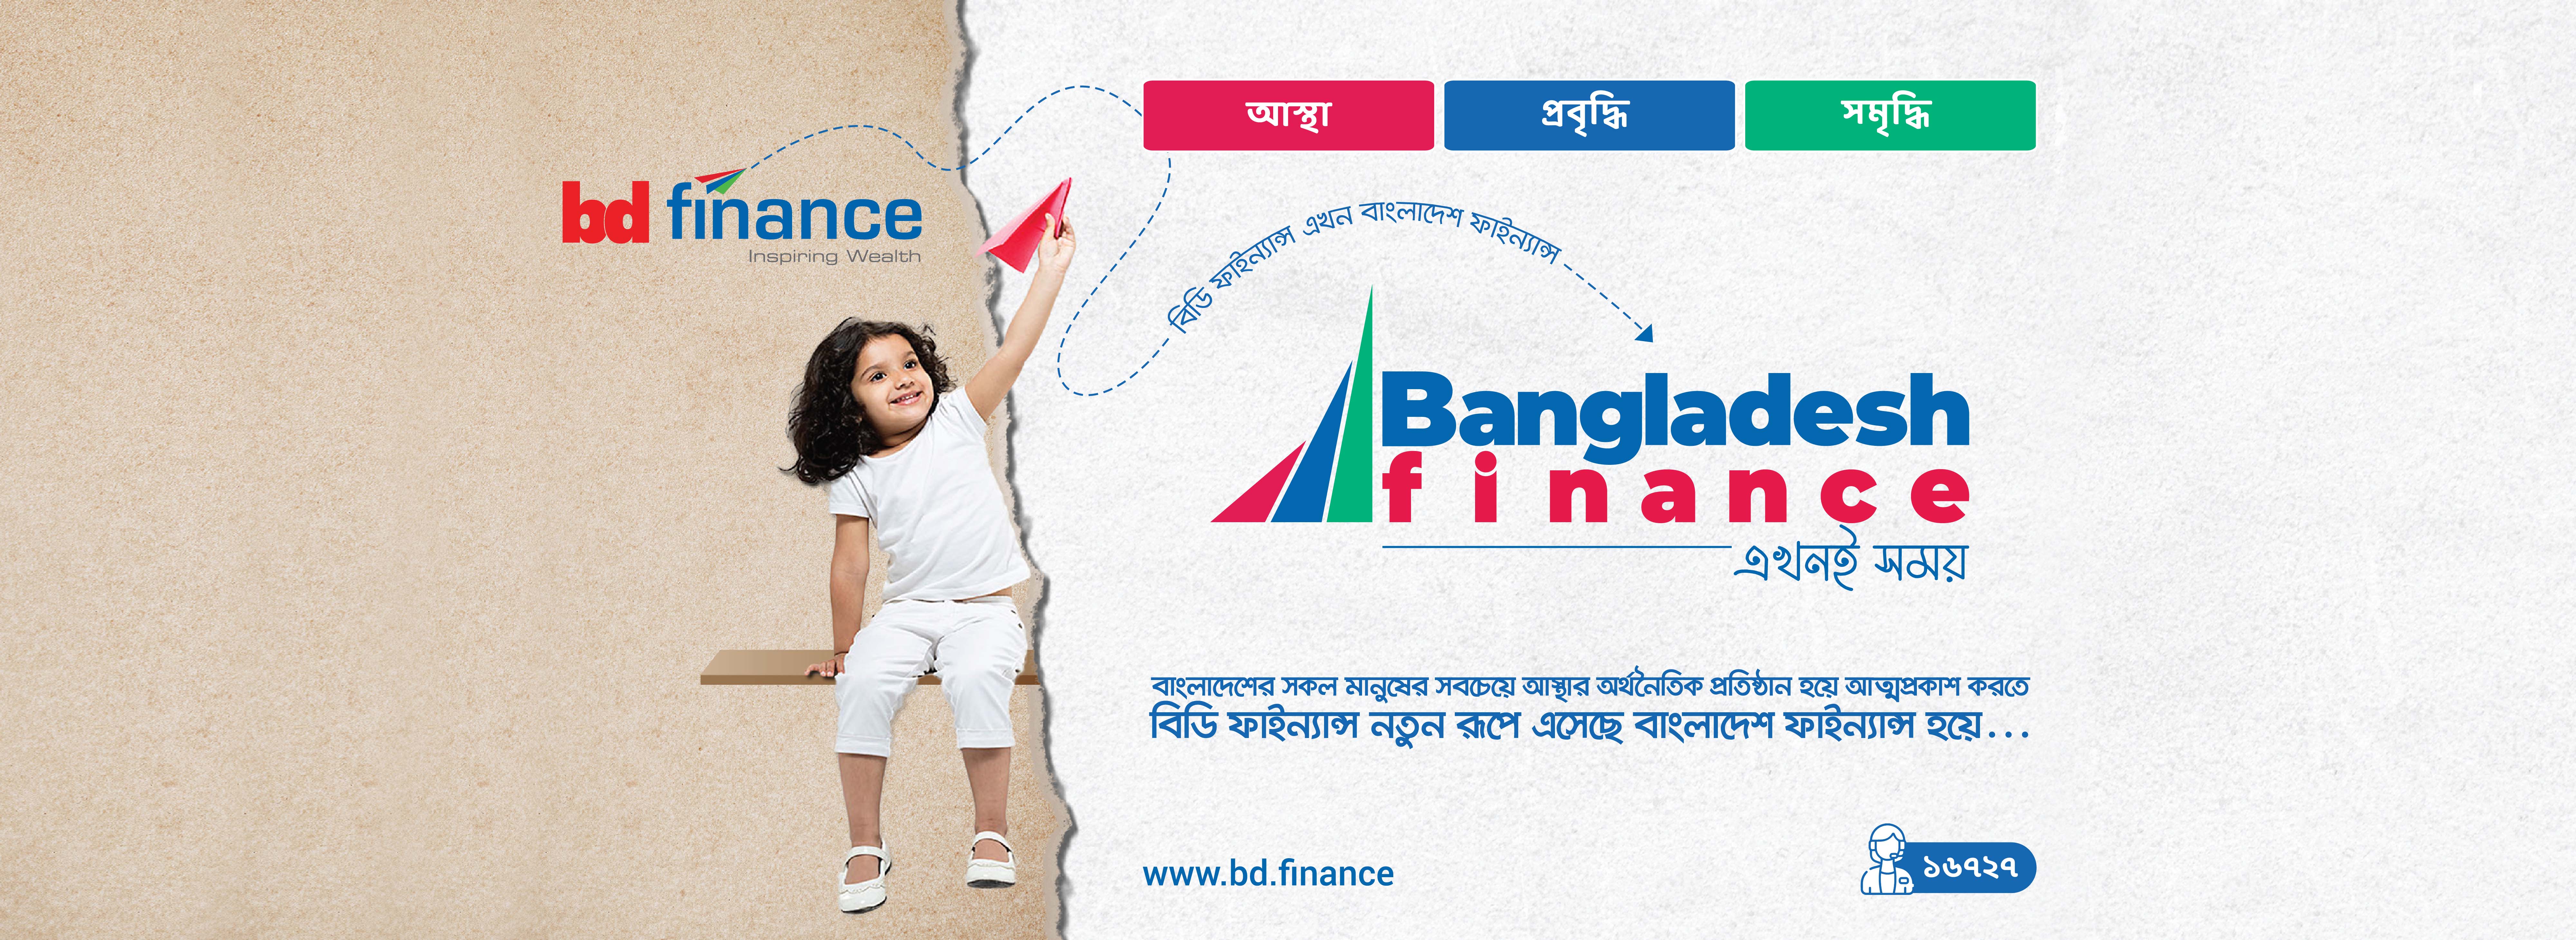 bd finance
Inspiring Wealth
আস্থা
প্রবৃদ্ধি
সমৃদ্ধি
বিডি ফাইন্যান্স এখন বাংলাদেশ ফাইন্যান্স
Bangladesh
finance
এখনই সময়
বাংলাদেশের সকল মানুষের সবচেয়ে আস্থার অর্থনৈতিক প্রতিষ্ঠান হয়ে আত্মপ্রকাশ করতে
বিডি ফাইন্যান্স নতুন রূপে এসেছে বাংলাদেশ ফাইন্যান্স হয়ে...
www.bd.finance
১৬৭২৭